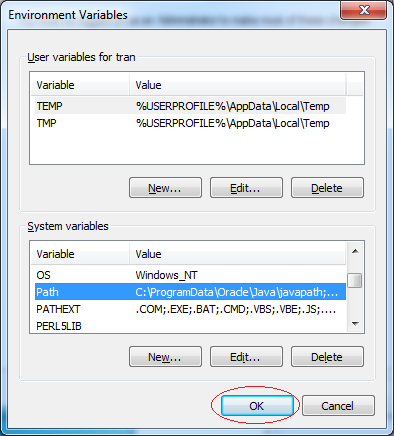 Environment Variables
User variables for tran
Variable Value
TEMP %USERPROFILE%\AppData\Local\Temp
TMP %USERPROFILE%\AppData\Local\Temp
New... Edit... Delete
System variables
Variable Value
OS Windows_NT
Path C:\ProgramData\Oracle\Java\javapath;...
PATHEXT .COM;.EXE;.BAT;.CMD;.VBS;.VBE;.JS;....
PERL5LIB
New... Edit... Delete
OK Cancel